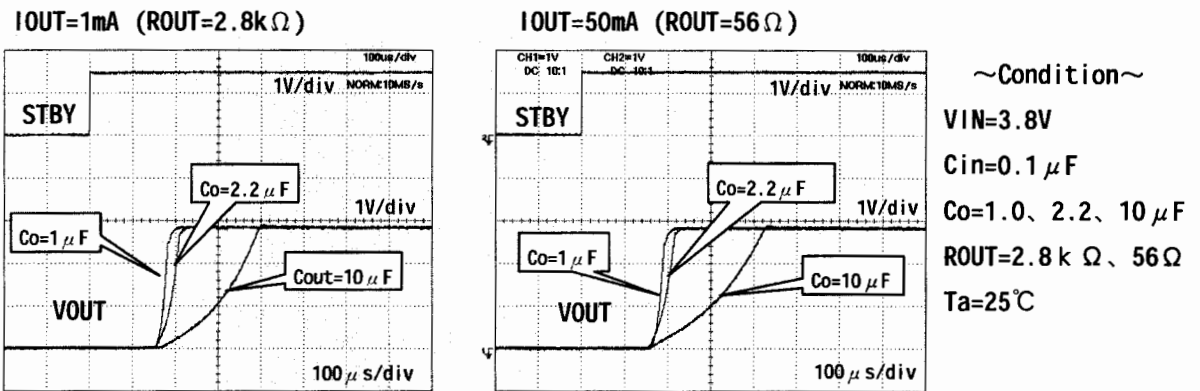 IOUT=1mA (ROUT=2.8kΩ)
100us/div
1V/div NORM:10MS/s
STBY
Co=2.2μF
1V/div
Co=1μF
Cout=10μF
VOUT
100μs/div
IOUT=50mA (ROUT=56Ω)
CH1=1V CH2=1V 100us/div
DC 10:1 DC 10:1
1V/div NORM:10MS/s
STBY
Co=2.2μF
1V/div
Co=1μF
Co=10μF
VOUT
100μs/div
~Condition~
VIN=3.8V
Cin=0.1μF
Co=1.0、2.2、10μF
ROUT=2.8kΩ、56Ω
Ta=25℃